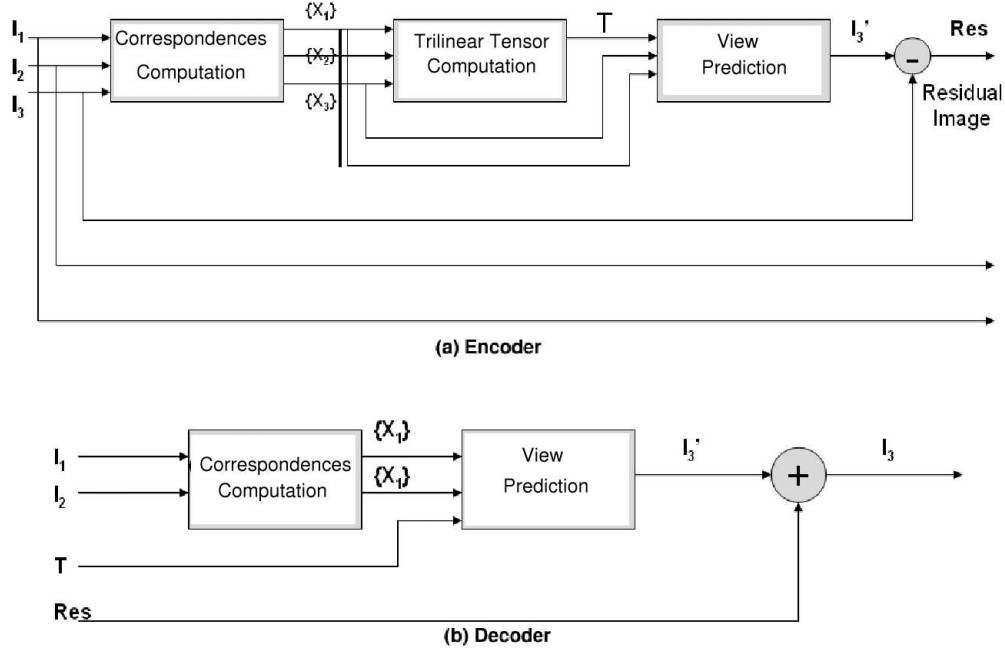 I1
I2
I3
Correspondences
Computation
{X1}
{X2}
{X3}
Trilinear Tensor
Computation
T
View
Prediction
I3'
-
Res
Residual
Image
(a) Encoder
I1
I2
T
Res
Correspondences
Computation
{X1}
{X1}
View
Prediction
I3'
+
I3
(b) Decoder